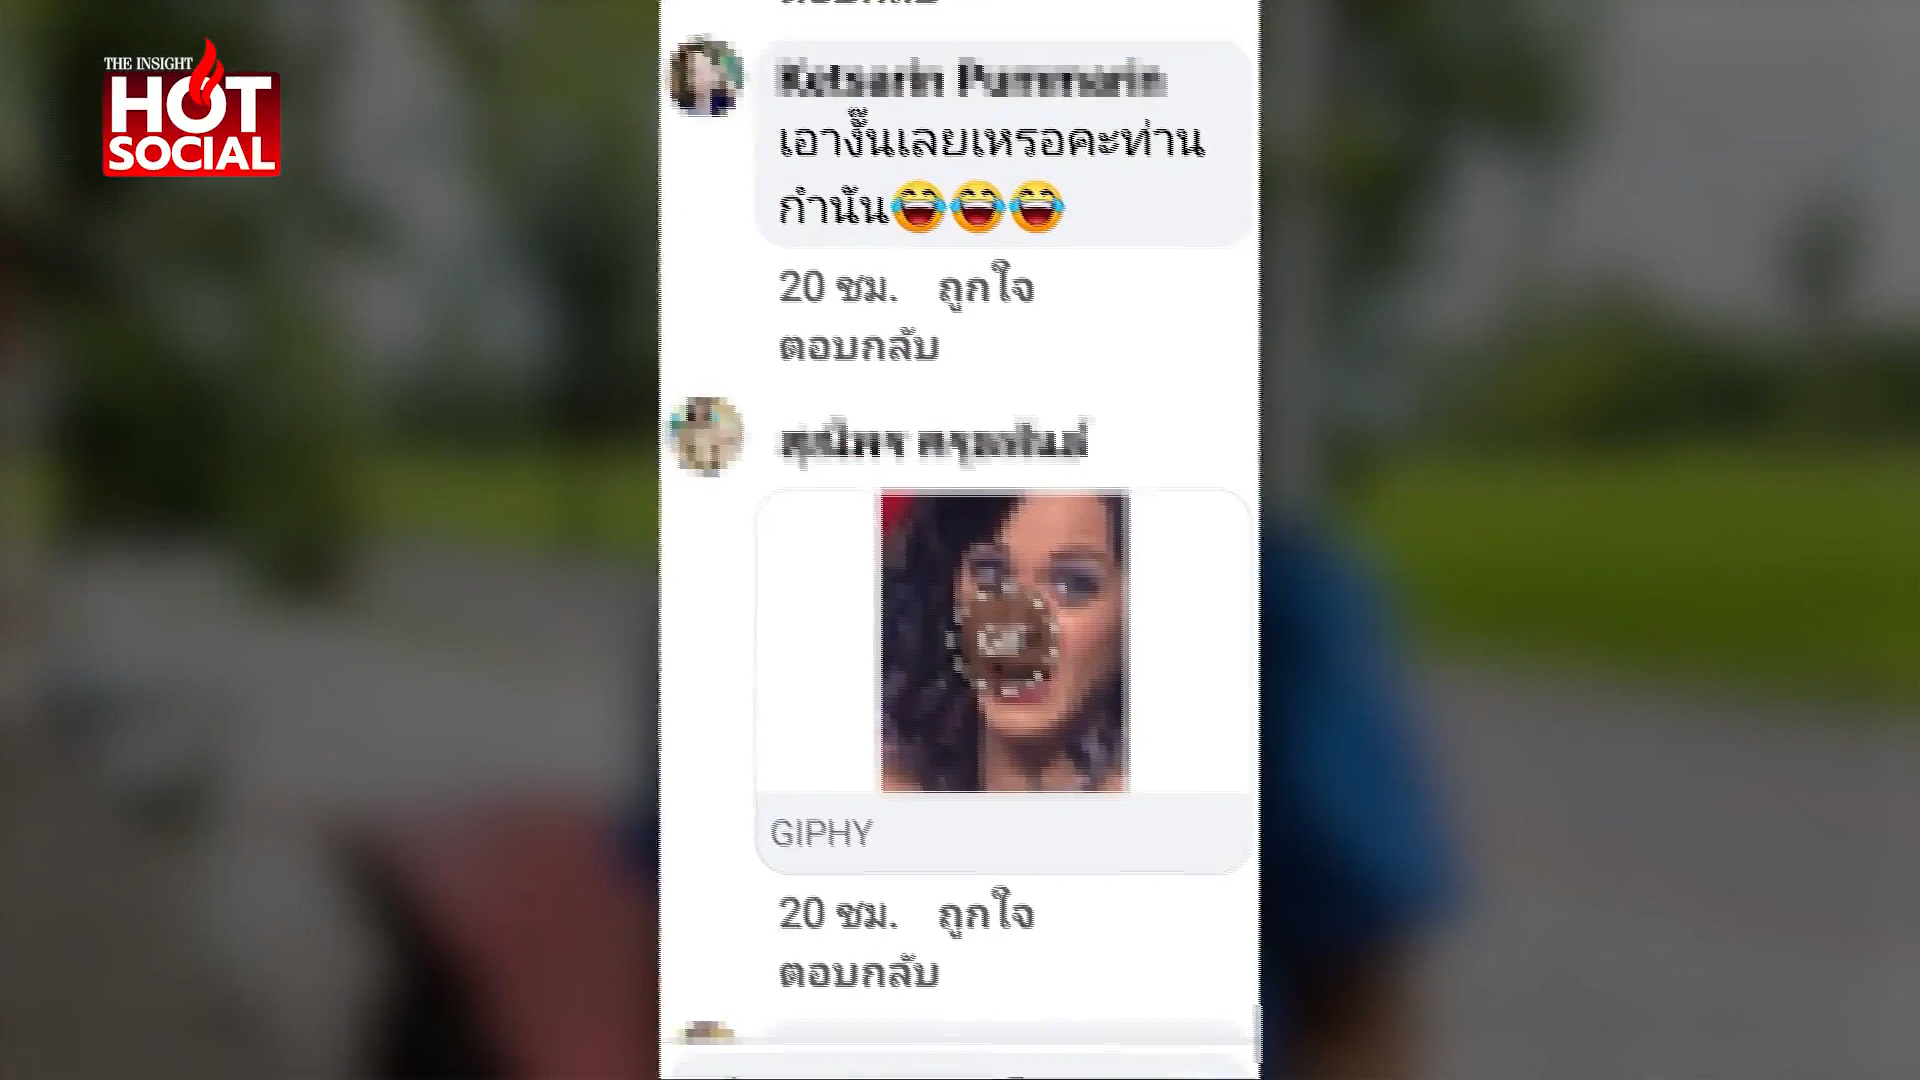 THE INSIGHT
HOT
SOCIAL
เอางั๊นเลยเหรอคะท่าน
กำนัน😂😂😂
20 ชม. ถูกใจ
ตอบกลับ
GIF
GIPHY
20 ชม. ถูกใจ
ตอบกลับ